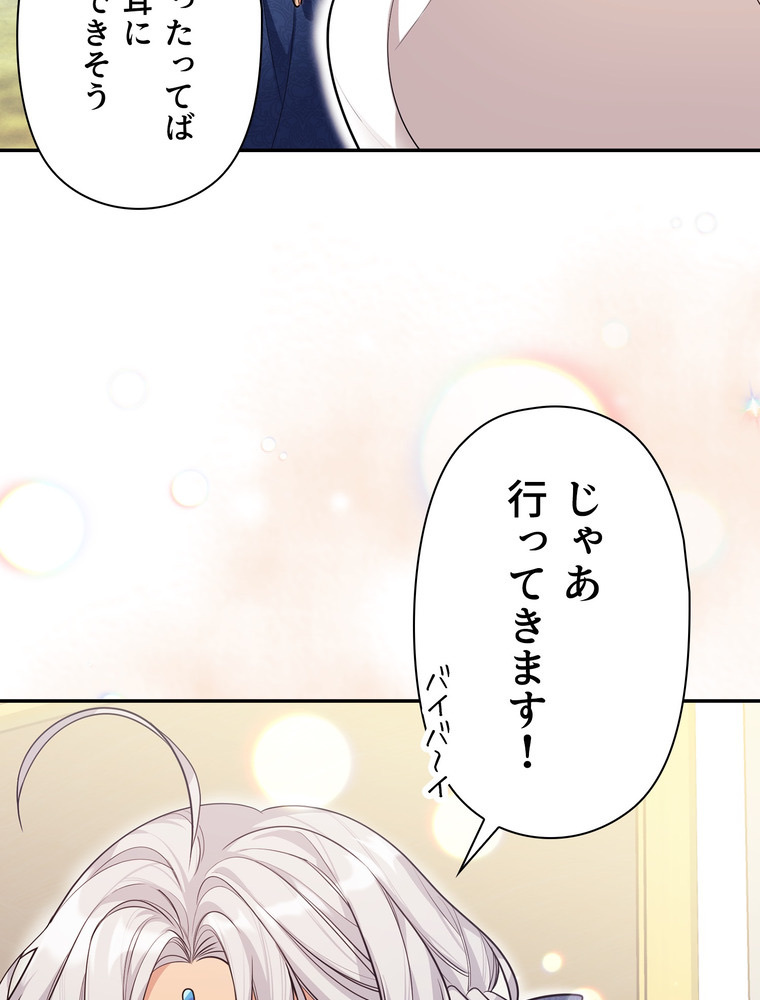 ったってば
耳に
できそう
じゃあ
行ってきます！
バイバ〜イ